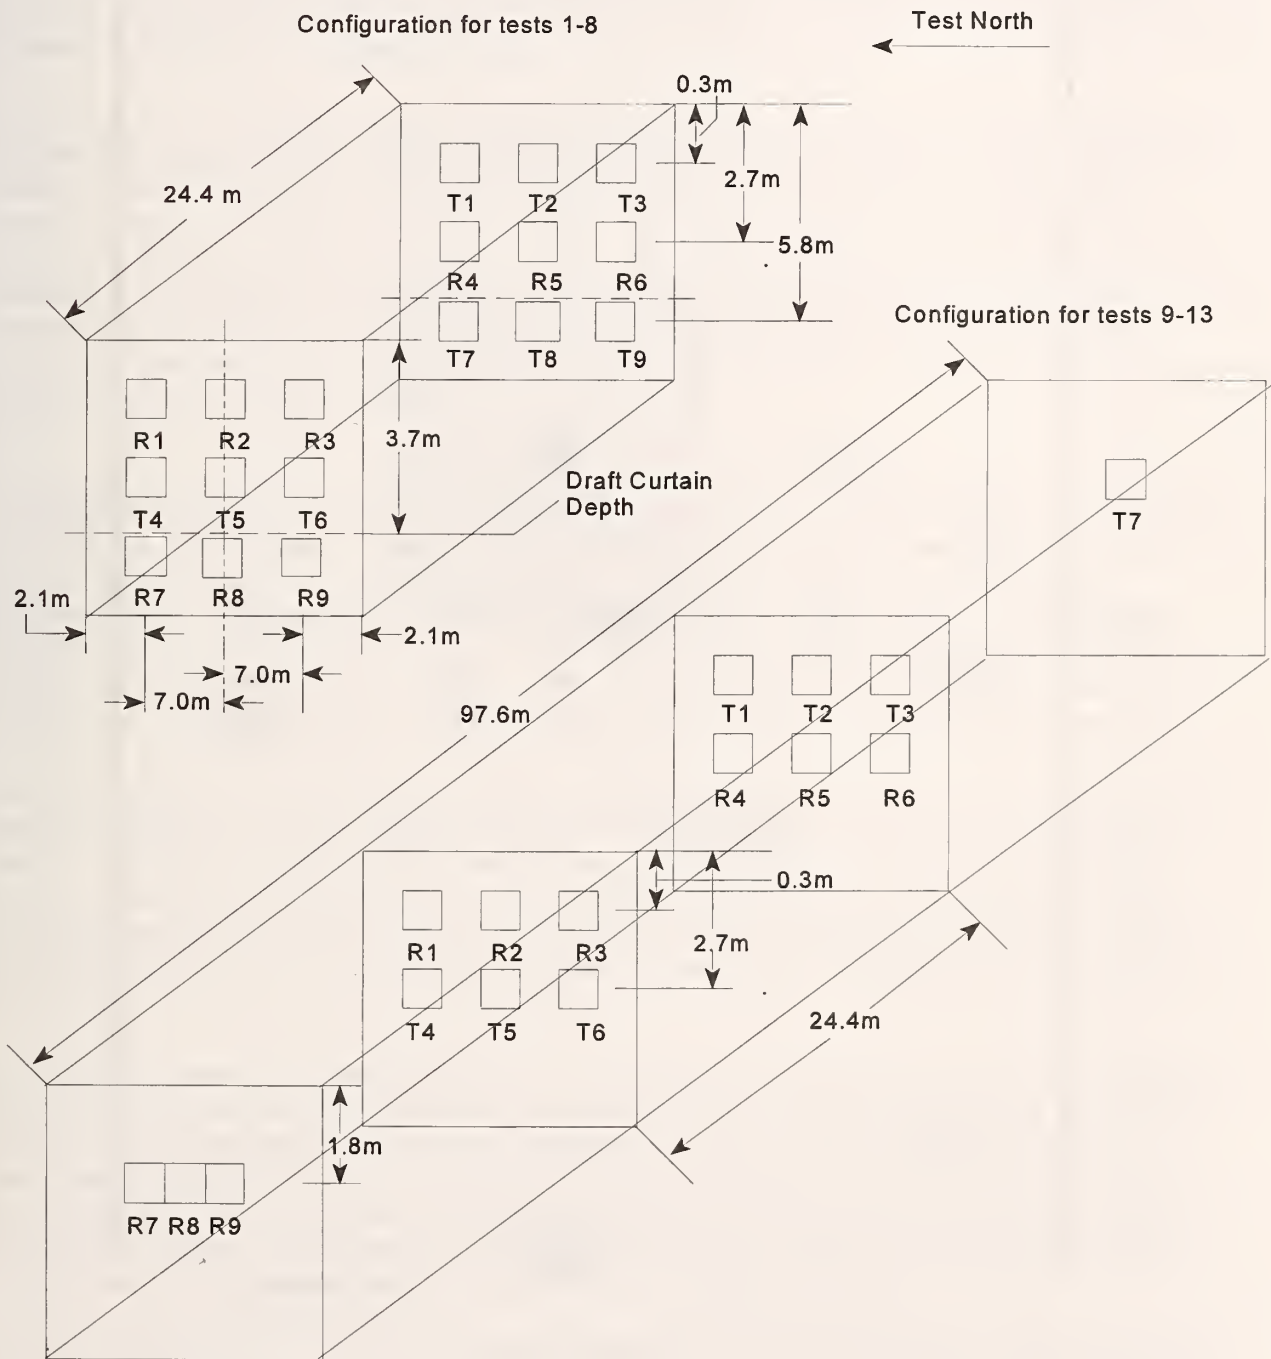 Configuration for tests 1-8
Test North
0.3m
24.4 m
2.7m
T1 T2 T3
5.8m
R4 R5 R6
Configuration for tests 9-13
T7 T8 T9
R1 R2 R3
3.7m
Draft Curtain
Depth
T4 T5 T6
T7
R7 R8 R9
2.1m
2.1m
7.0m
7.0m
97.6m
T1 T2 T3
R4 R5 R6
0.3m
R1 R2 R3
2.7m
T4 T5 T6
24.4m
1.8m
R7 R8 R9